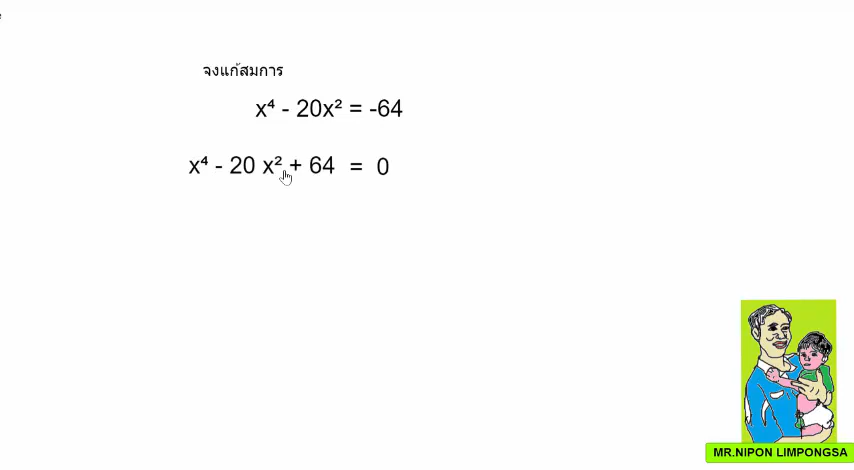 จงแก้สมการ
x⁴ - 20x² = -64
x⁴ - 20 x² + 64 = 0
MR.NIPON LIMPONGSA